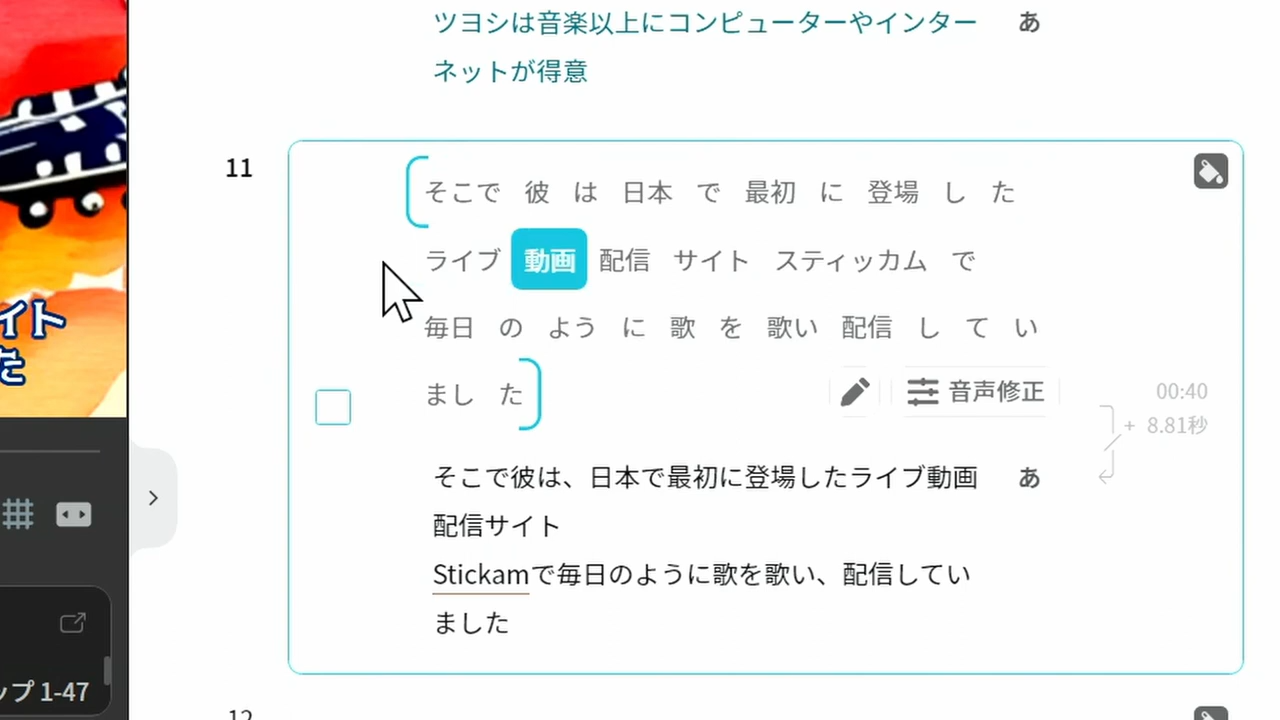 ツヨシは音楽以上にコンピューターやインター あ
ネットが得意
11
そこで 彼 は 日本 で 最初 に 登場 し た
ライブ 動画 配信 サイト スティッカム で
イト
毎日 の よう に 歌 を 歌い 配信 し て い
た
まし た
音声修正
00:40
+ 8.81秒
そこで彼は、日本で最初に登場したライブ動画 あ
配信サイト
Stickamで毎日のように歌を歌い、配信してい
ました
ップ 1-47
12